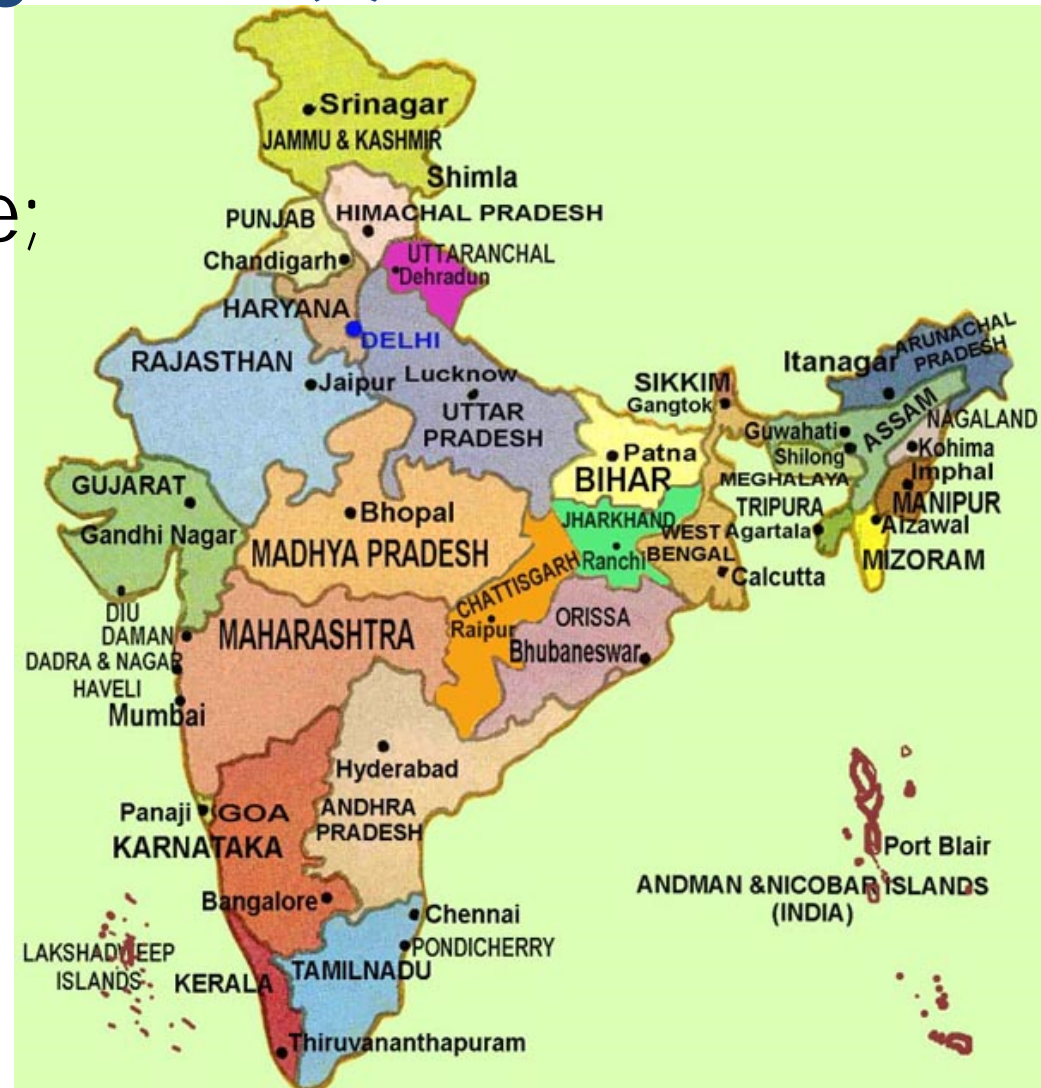 Srinagar
JAMMU & KASHMIR
e;
Shimla
PUNJAB
HIMACHAL PRADESH
Chandigarh
UTTARANCHAL
Dehradun
HARYANA
DELHI
RAJASTHAN
Jaipur
Lucknow
UTTAR
PRADESH
SIKKIM
Gangtok
Itanagar
ARUNACHAL
PRADESH
ASSAM
NAGALAND
Guwahati
Kohima
Shilong
Imphal
MEGHALAYA
MANIPUR
Patna
BIHAR
GUJARAT
Gandhi Nagar
Bhopal
MADHYA PRADESH
JHARKHAND
Ranchi
WEST
BENGAL
TRIPURA
Agartala
Aizawal
MIZORAM
Calcutta
CHATTISGARH
Raipur
ORISSA
Bhubaneswar
DIU
DAMAN
DADRA & NAGAR
HAVELI
Mumbai
MAHARASHTRA
Hyderabad
ANDHRA
PRADESH
Panaji
GOA
KARNATAKA
Bangalore
Port Blair
ANDMAN &NICOBAR ISLANDS
(INDIA)
Chennai
PONDICHERRY
LAKSHADWEEP
ISLANDS
KERALA
TAMILNADU
Thiruvananthapuram